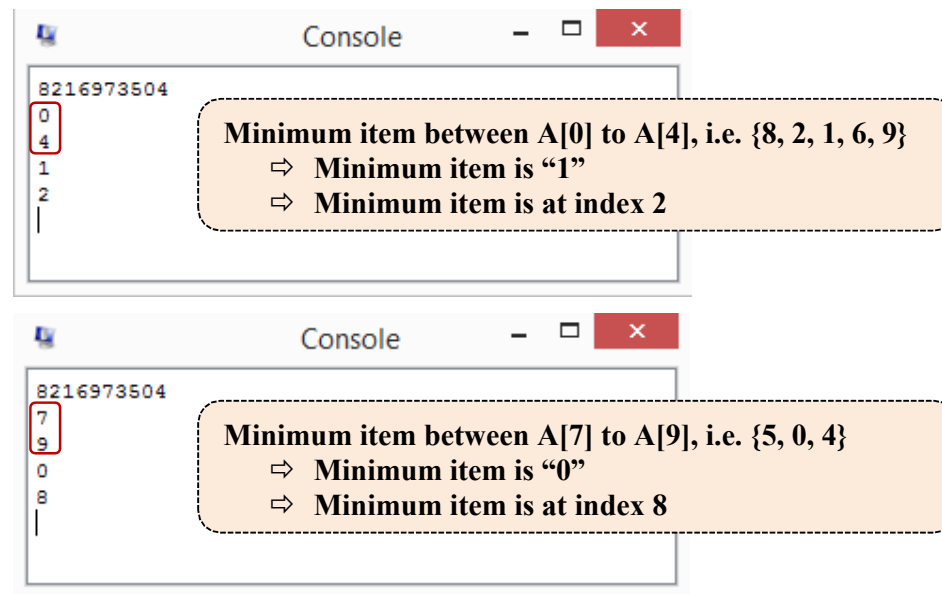 Console
8216973504
0
4
1
2
Minimum item between A[0] to A[4], i.e. {8, 2, 1, 6, 9}
⇨ Minimum item is “1”
⇨ Minimum item is at index 2
Console
8216973504
7
9
0
8
Minimum item between A[7] to A[9], i.e. {5, 0, 4}
⇨ Minimum item is “0”
⇨ Minimum item is at index 8